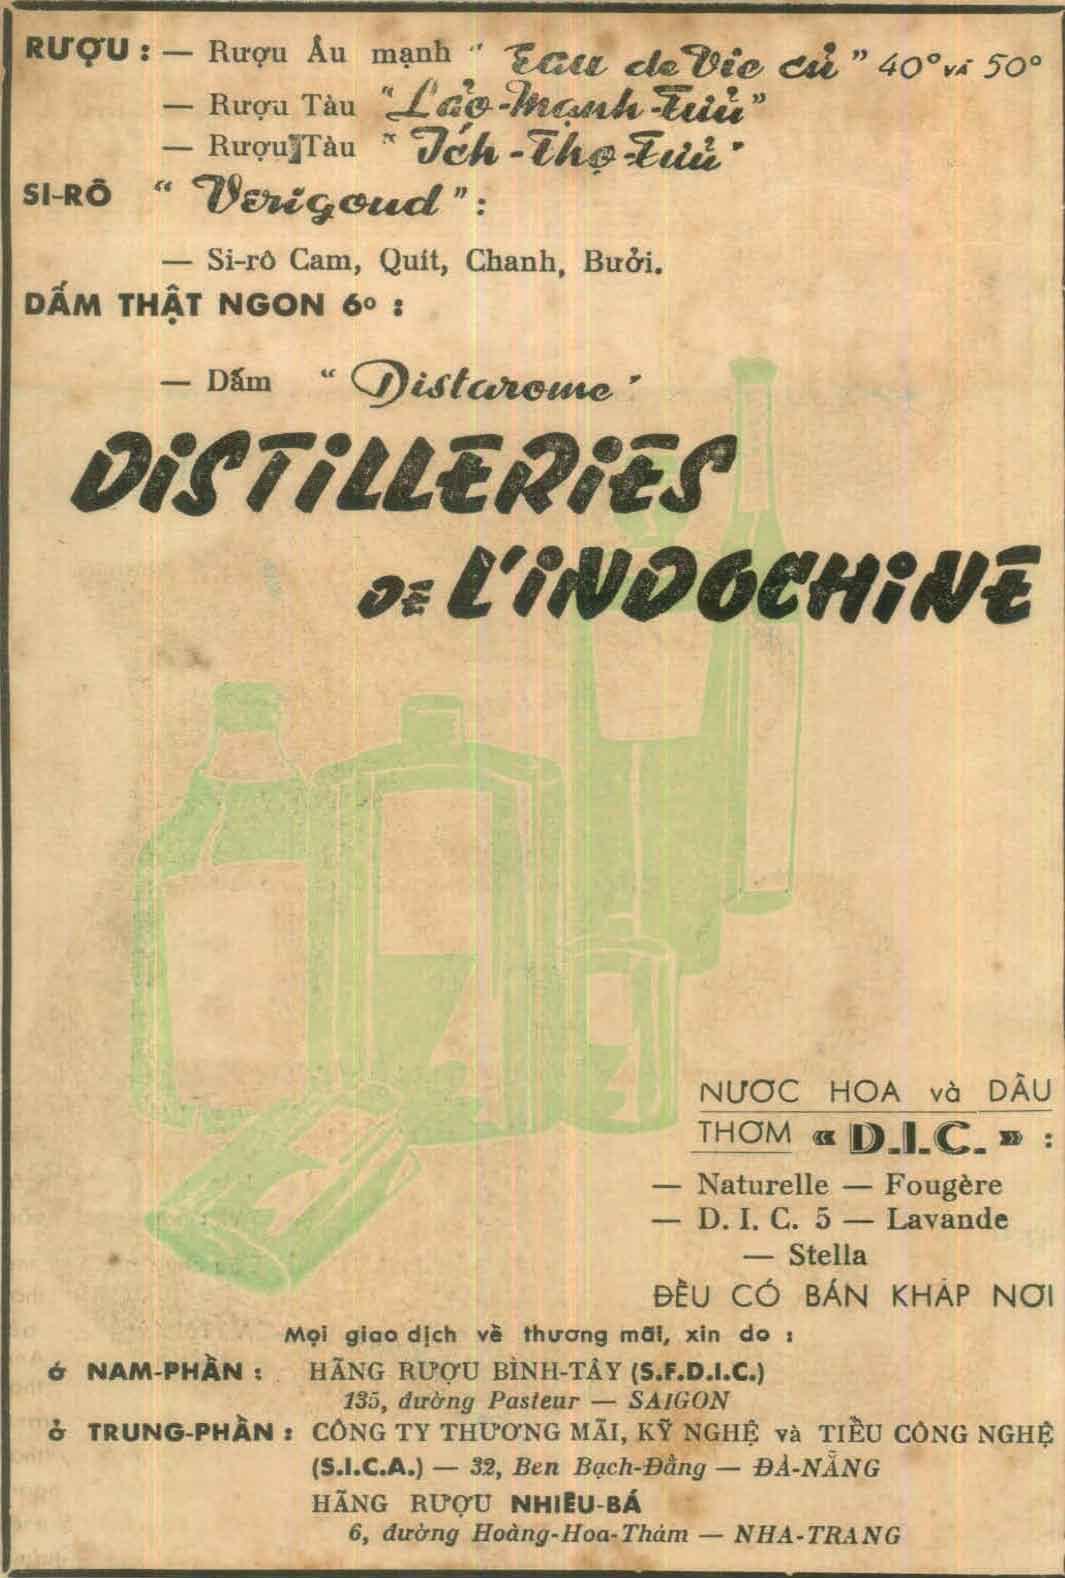 RƯỢU : — Rượu Âu mạnh " Eau de Vie củ " 40° và 50°
— Rượu Tàu " Lảo-Mạnh-Tưủ "
— Rượu Tàu " Ích-Thọ-Tưủ "
SI-RÔ " Verigoud " :
— Si-rô Cam, Quít, Chanh, Bưởi.
DẤM THẬT NGON 6° :
— Dấm " Distarome "
DISTILLERIES
DE L'INDOCHINE
NƯƠC HOA và DẦU
THƠM « D.I.C. » :
— Naturelle — Fougère
— D. I. C. 5 — Lavande
— Stella
ĐỀU CÓ BÁN KHẮP NƠI
Mọi giao dịch về thương mãi, xin do :
ở NAM-PHẦN : HÃNG RƯỢU BÌNH-TÂY (S.F.D.I.C.)
135, đường Pasteur — SAIGON
ở TRUNG-PHẦN : CÔNG TY THƯƠNG MÃI, KỸ NGHỆ và TIỂU CÔNG NGHỆ
(S.I.C.A.) — 32, Ben Bạch-Đằng — ĐÀ-NẴNG
HÃNG RƯỢU NHIÊU-BÁ
6, đường Hoàng-Hoa-Thám — NHA-TRANG